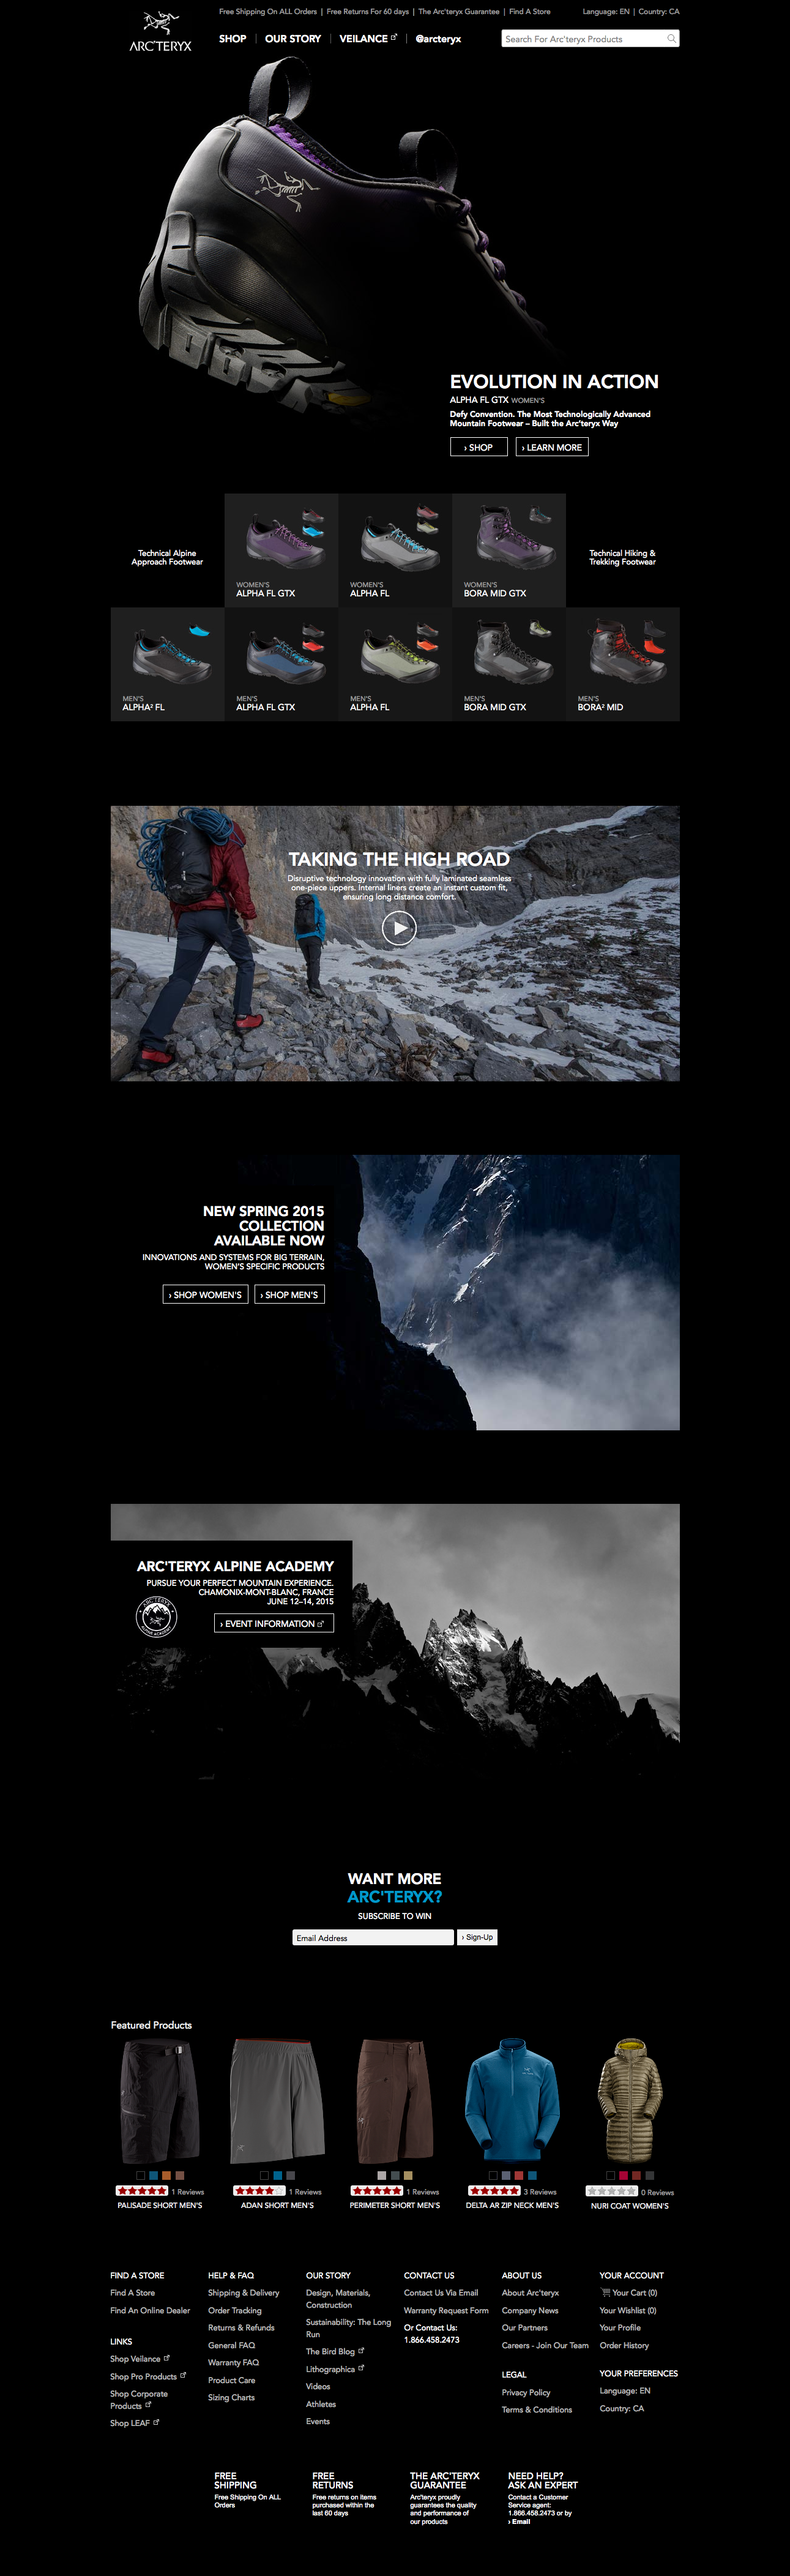 Free Shipping On ALL Orders | Free Returns For 60 days | The Arc'teryx Guarantee | Find A Store
Language: EN | Country: CA
ARC'TERYX
SHOP | OUR STORY | VEILANCE | @arcteryx
Search For Arc'teryx Products
EVOLUTION IN ACTION
ALPHA FL GTX WOMEN'S
Defy Convention. The Most Technologically Advanced
Mountain Footwear – Built the Arc'teryx Way
› SHOP
› LEARN MORE
Technical Alpine
Approach Footwear
WOMEN'S
ALPHA FL GTX
WOMEN'S
ALPHA FL
WOMEN'S
BORA MID GTX
Technical Hiking &
Trekking Footwear
MEN'S
ALPHA² FL
MEN'S
ALPHA FL GTX
MEN'S
ALPHA FL
MEN'S
BORA MID GTX
MEN'S
BORA² MID
TAKING THE HIGH ROAD
Disruptive technology innovation with fully laminated seamless
one-piece uppers. Internal liners create an instant custom fit,
ensuring long distance comfort.
NEW SPRING 2015
COLLECTION
AVAILABLE NOW
INNOVATIONS AND SYSTEMS FOR BIG TERRAIN,
WOMEN'S SPECIFIC PRODUCTS
› SHOP WOMEN'S
› SHOP MEN'S
ARC'TERYX ALPINE ACADEMY
PURSUE YOUR PERFECT MOUNTAIN EXPERIENCE.
CHAMONIX-MONT-BLANC, FRANCE
JUNE 12–14, 2015
ARC'TERYX
ALPINE ACADEMY
› EVENT INFORMATION
WANT MORE
ARC'TERYX?
SUBSCRIBE TO WIN
Email Address
› Sign-Up
Featured Products
1 Reviews
PALISADE SHORT MEN'S
1 Reviews
ADAN SHORT MEN'S
1 Reviews
PERIMETER SHORT MEN'S
3 Reviews
DELTA AR ZIP NECK MEN'S
0 Reviews
NURI COAT WOMEN'S
FIND A STORE
Find A Store
Find An Online Dealer
LINKS
Shop Veilance
Shop Pro Products
Shop Corporate
Products
Shop LEAF
HELP & FAQ
Shipping & Delivery
Order Tracking
Returns & Refunds
General FAQ
Warranty FAQ
Product Care
Sizing Charts
OUR STORY
Design, Materials,
Construction
Sustainability: The Long
Run
The Bird Blog
Lithographica
Videos
Athletes
Events
CONTACT US
Contact Us Via Email
Warranty Request Form
Or Contact Us:
1.866.458.2473
ABOUT US
About Arc'teryx
Company News
Our Partners
Careers - Join Our Team
LEGAL
Privacy Policy
Terms & Conditions
YOUR ACCOUNT
Your Cart (0)
Your Wishlist (0)
Your Profile
Order History
YOUR PREFERENCES
Language: EN
Country: CA
FREE
SHIPPING
Free Shipping On ALL
Orders
FREE
RETURNS
Free returns on items
purchased within the
last 60 days
THE ARC'TERYX
GUARANTEE
Arc'teryx proudly
guarantees the quality
and performance of
our products
NEED HELP?
ASK AN EXPERT
Contact a Customer
Service agent:
1.866.458.2473 or by
› Email